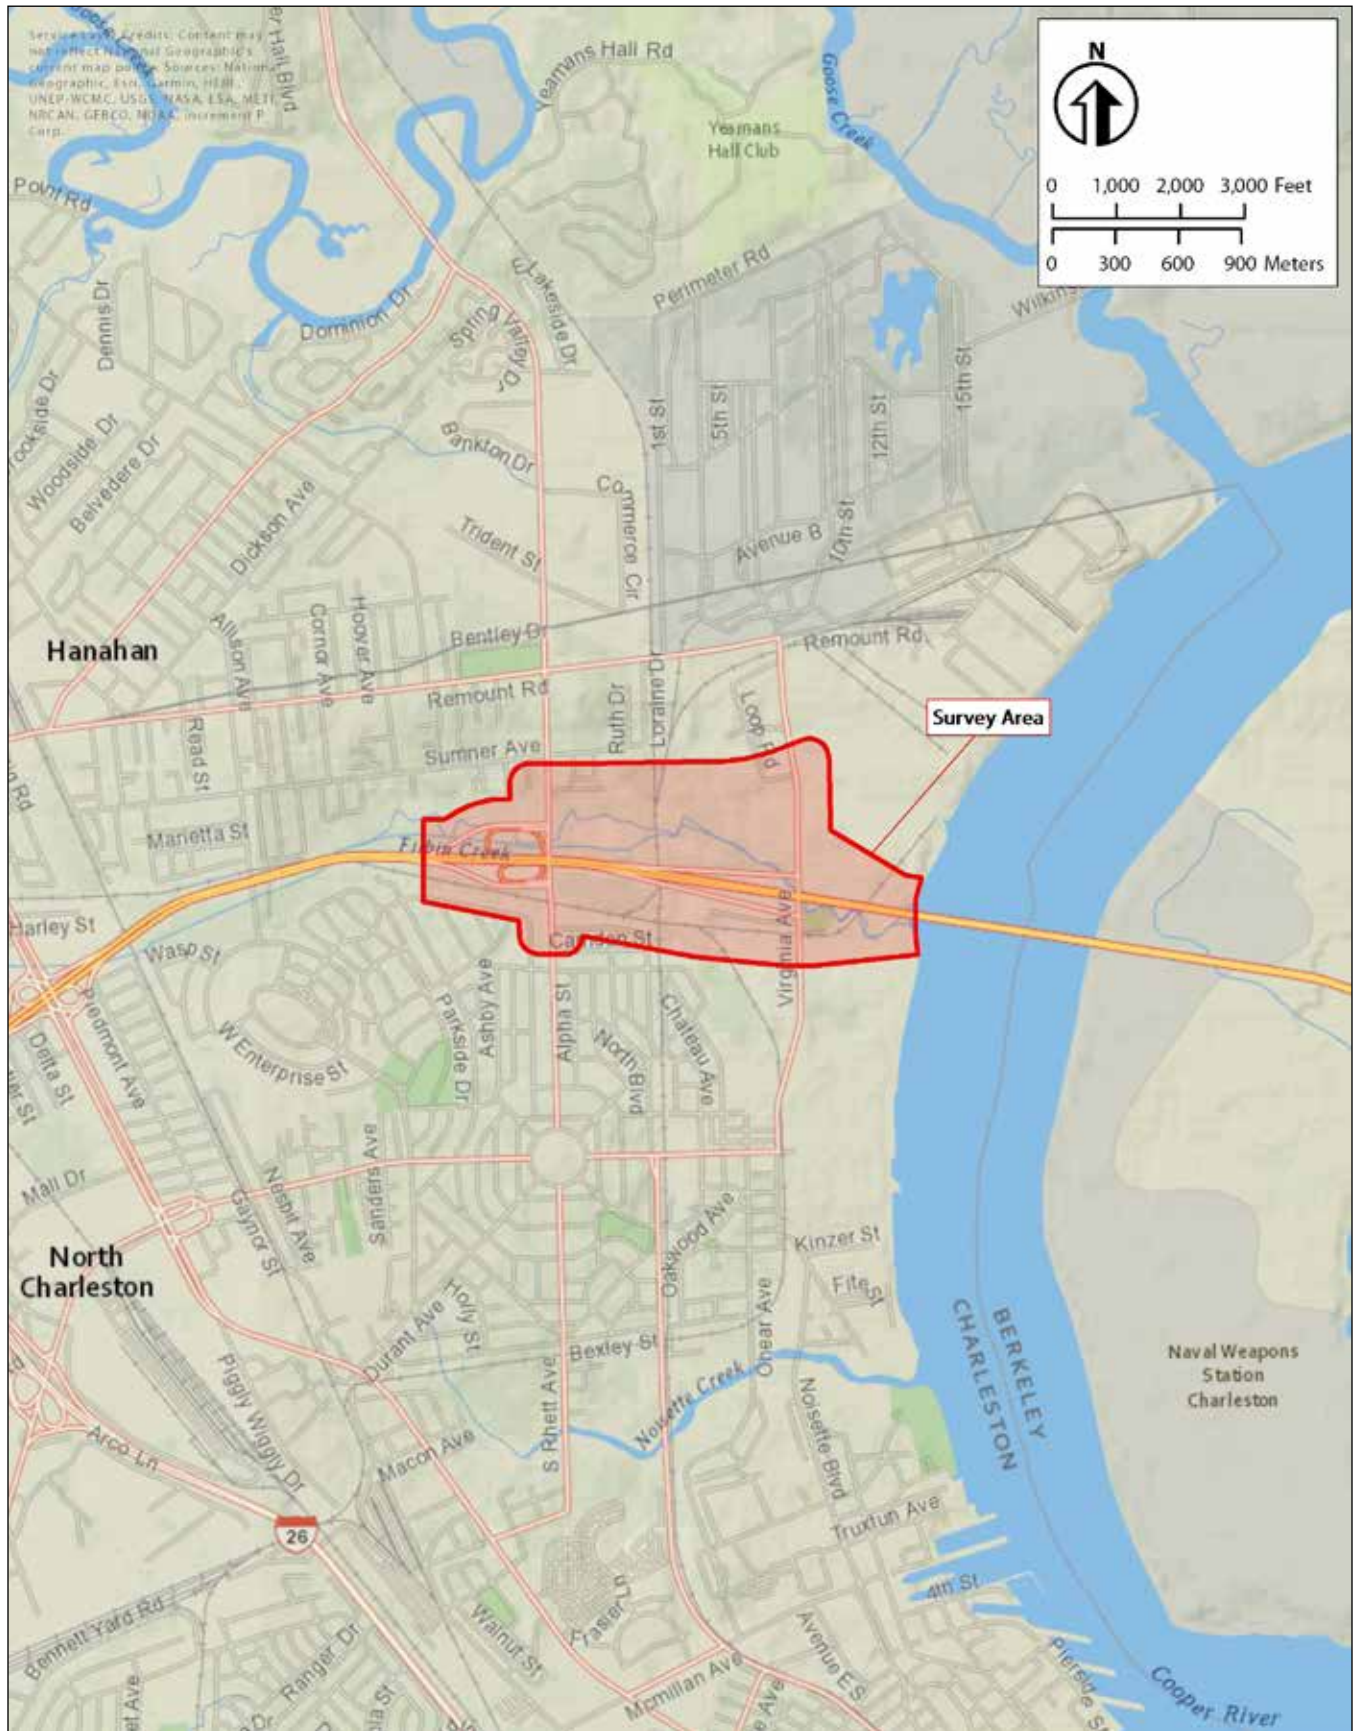 Goose Creek
Yeamans Hall Rd
Yeamans
Hall Club
Goose Creek
N
0 1,000 2,000 3,000 Feet
0 300 600 900 Meters
Point Rd
Perimeter Rd
E Lakeside Dr
Dennis Dr
Dominion Dr
Spring Valley Dr
1st St
5th St
12th St
15th St
Woodside Dr
Belvedere Dr
Bankton Dr
Commerce Cir
Dickson Ave
Trident St
Avenue B
10th St
Hanahan
Allison Ave
Cornor Ave
Hoover Ave
Bentley Dr
Remount Rd
Remount Rd
Read St
Sumner Ave
Ruth Dr
Loraine Dr
Loop Rd
Survey Area
Marietta St
Filbin Creek
Harley St
Wasp St
Camden St
Virginia Ave
Piedmont Ave
Delta St
W Enterprise St
Parkside Dr
Ashby Ave
Alpha St
North Blvd
Chateau Ave
Mall Dr
Sanders Ave
Nesbit Ave
Gaynor St
Oakwood Ave
Kinzer St
Fite St
North
Charleston
Holly St
Durant Ave
Bexley St
Onear Ave
BERKELEY
CHARLESTON
Naval Weapons
Station
Charleston
Piggly Wiggly Dr
Noisette Creek
S Rhett Ave
Noisette Blvd
Arco Ln
Macon Ave
Truxtun Ave
26
4th St
Bennett Yard Rd
Ranger Dr
Walnut St
Frasier Ln
Mcmillan Ave
Avenue E S
Pierside St
Cooper River